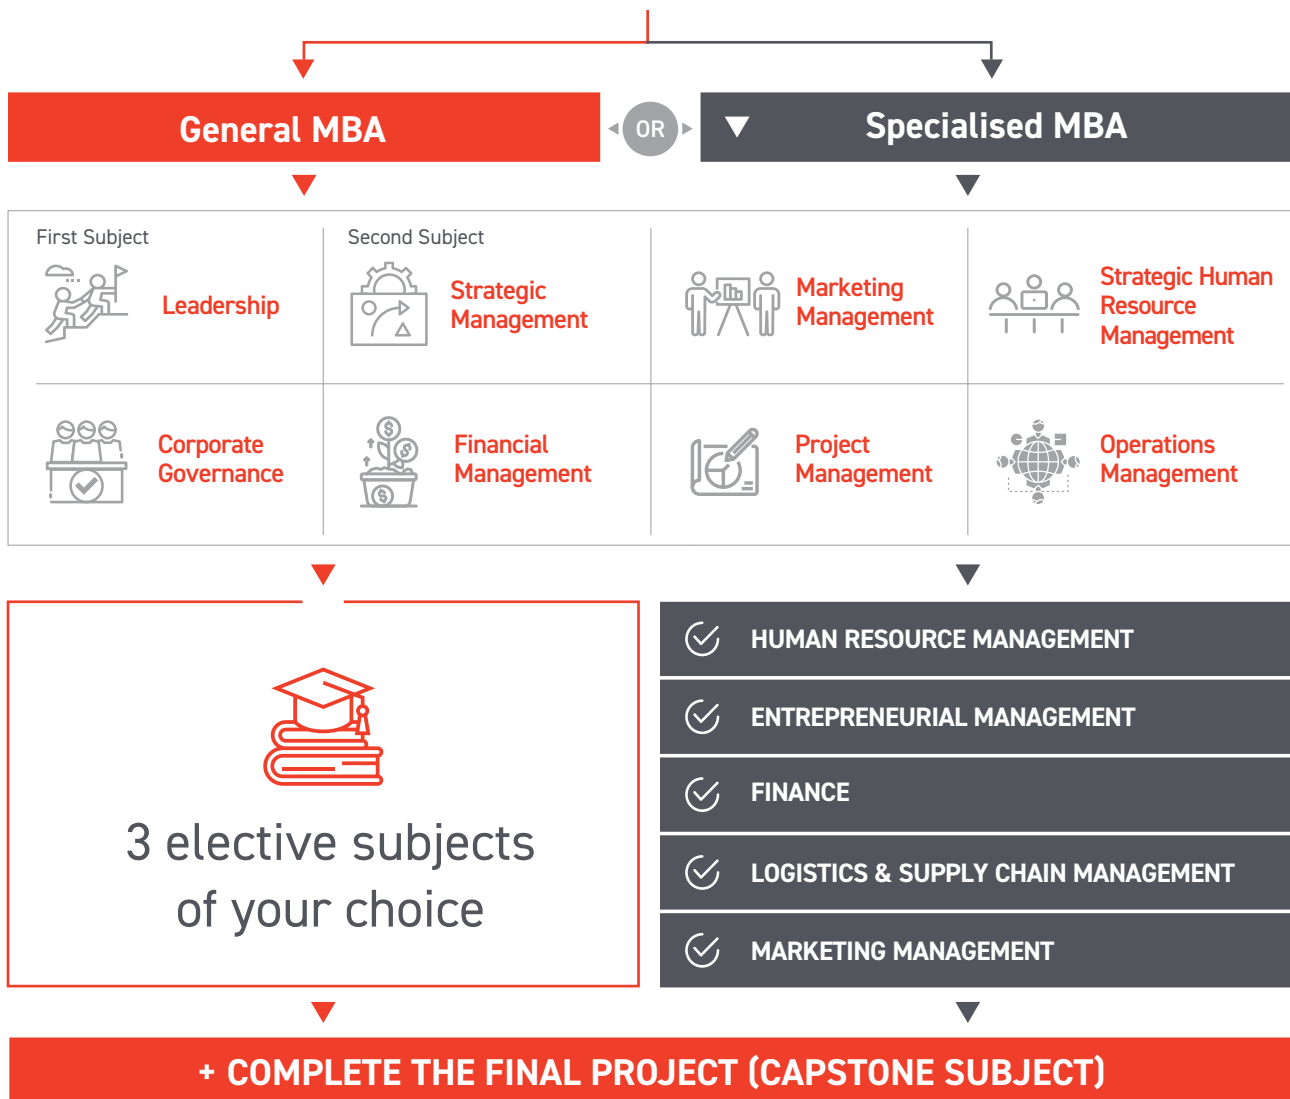 General MBA
OR
Specialised MBA
First Subject
Leadership
Second Subject
Strategic
Management
Marketing
Management
Strategic Human
Resource
Management
Corporate
Governance
Financial
Management
Project
Management
Operations
Management
3 elective subjects
of your choice
HUMAN RESOURCE MANAGEMENT
ENTREPRENEURIAL MANAGEMENT
FINANCE
LOGISTICS & SUPPLY CHAIN MANAGEMENT
MARKETING MANAGEMENT
+ COMPLETE THE FINAL PROJECT (CAPSTONE SUBJECT)